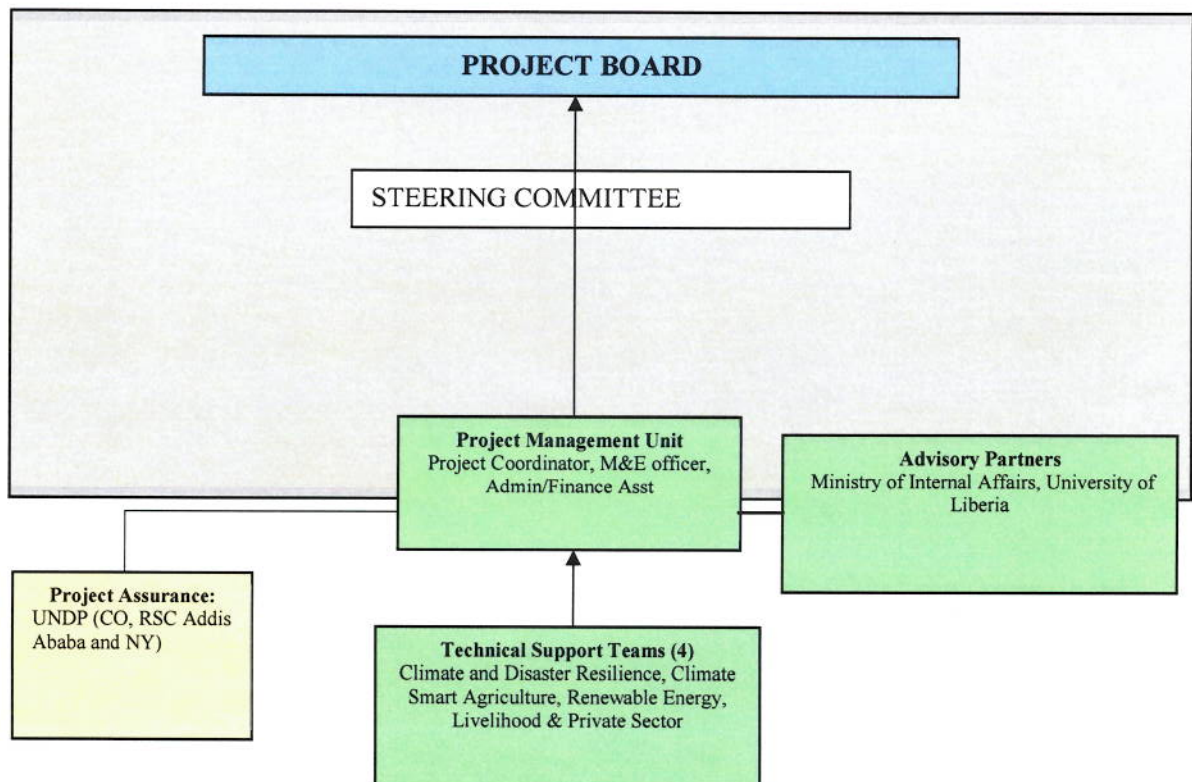 PROJECT BOARD
STEERING COMMITTEE
Project Management Unit
Project Coordinator, M&E officer,
Admin/Finance Asst
Advisory Partners
Ministry of Internal Affairs, University of
Liberia
Project Assurance:
UNDP (CO, RSC Addis
Ababa and NY)
Technical Support Teams (4)
Climate and Disaster Resilience, Climate
Smart Agriculture, Renewable Energy,
Livelihood & Private Sector